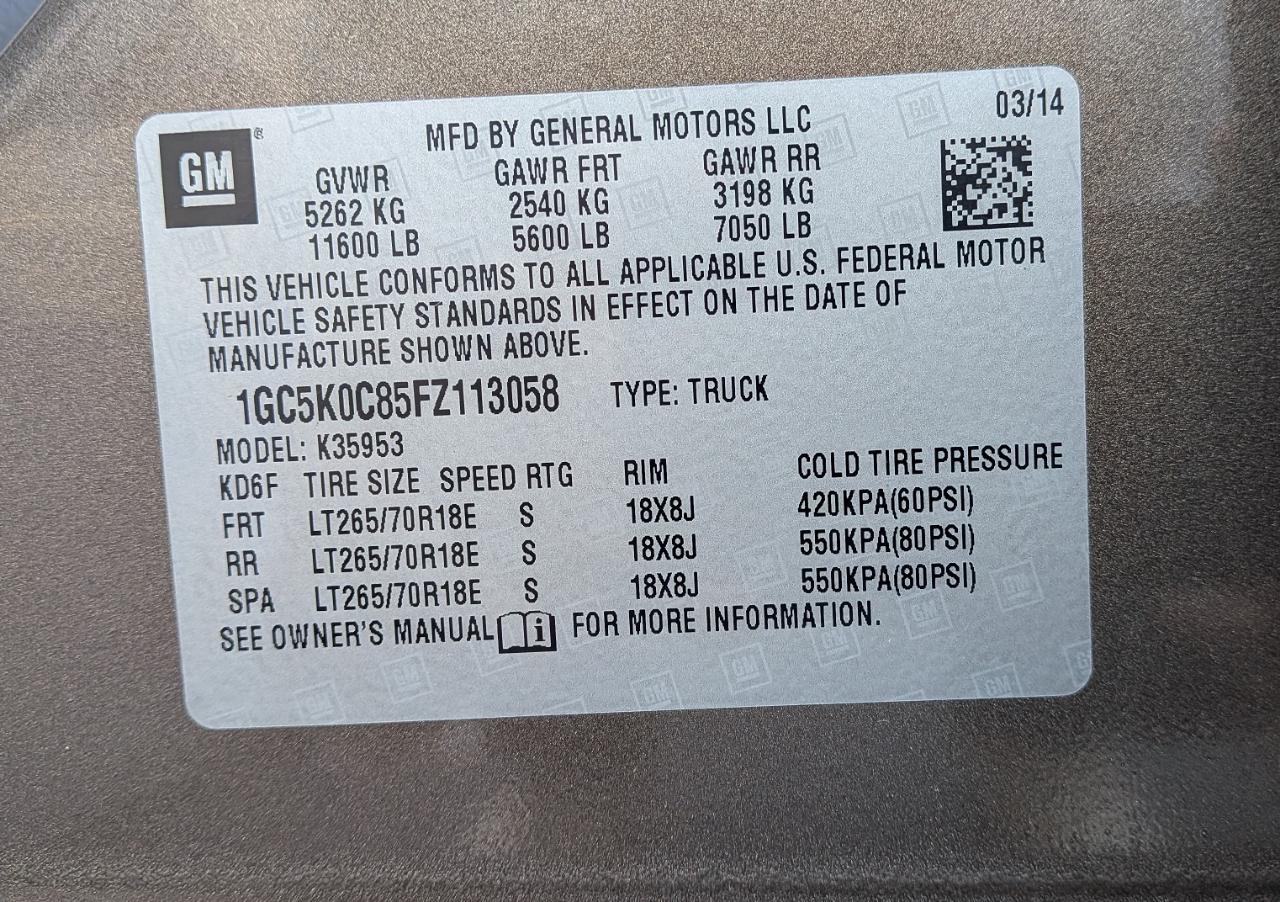 GM ®
MFD BY GENERAL MOTORS LLC 03/14
GVWR GAWR FRT GAWR RR
5262 KG 2540 KG 3198 KG
11600 LB 5600 LB 7050 LB
THIS VEHICLE CONFORMS TO ALL APPLICABLE U.S. FEDERAL MOTOR
VEHICLE SAFETY STANDARDS IN EFFECT ON THE DATE OF
MANUFACTURE SHOWN ABOVE.
1GC5K0C85FZ113058 TYPE: TRUCK
MODEL: K35953
KD6F TIRE SIZE SPEED RTG RIM COLD TIRE PRESSURE
FRT LT265/70R18E S 18X8J 420KPA(60PSI)
RR LT265/70R18E S 18X8J 550KPA(80PSI)
SPA LT265/70R18E S 18X8J 550KPA(80PSI)
SEE OWNER'S MANUAL i FOR MORE INFORMATION.